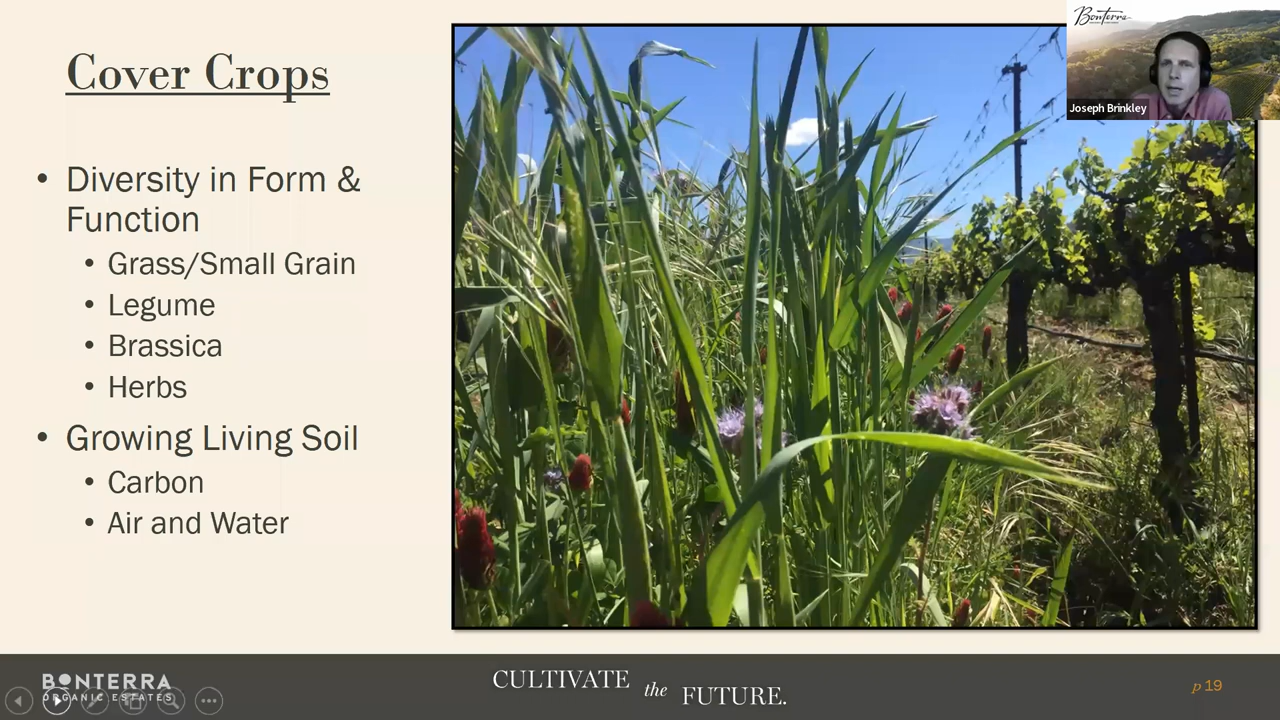 Cover Crops
• Diversity in Form &
Function
• Grass/Small Grain
• Legume
• Brassica
• Herbs
• Growing Living Soil
• Carbon
• Air and Water
Bonterra
Joseph Brinkley
BONTERRA
ORGANIC ESTATES
CULTIVATE the FUTURE.
p 19